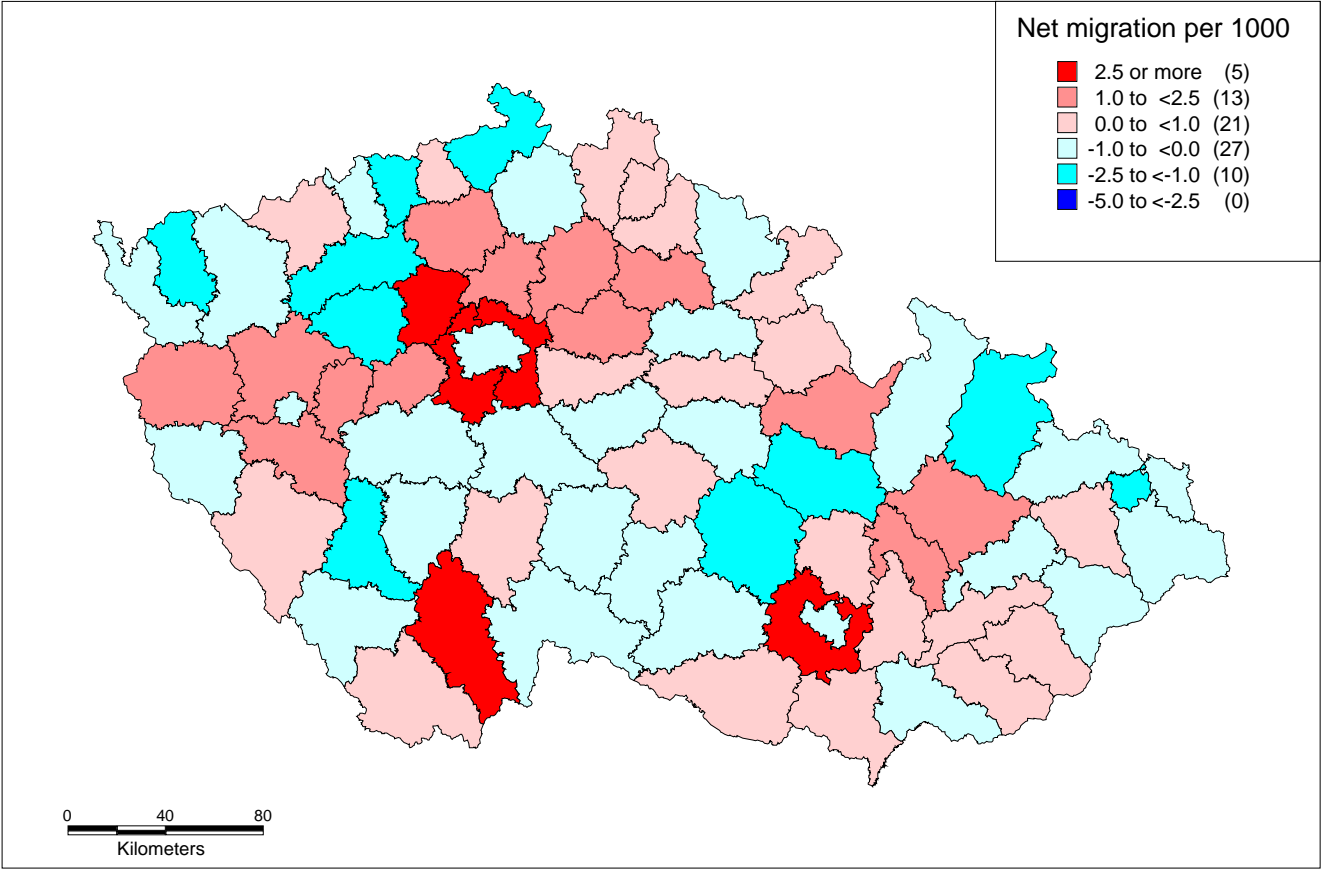 Net migration per 1000
2.5 or more (5)
1.0 to <2.5 (13)
0.0 to <1.0 (21)
-1.0 to <0.0 (27)
-2.5 to <-1.0 (10)
-5.0 to <-2.5 (0)
0 40 80
Kilometers